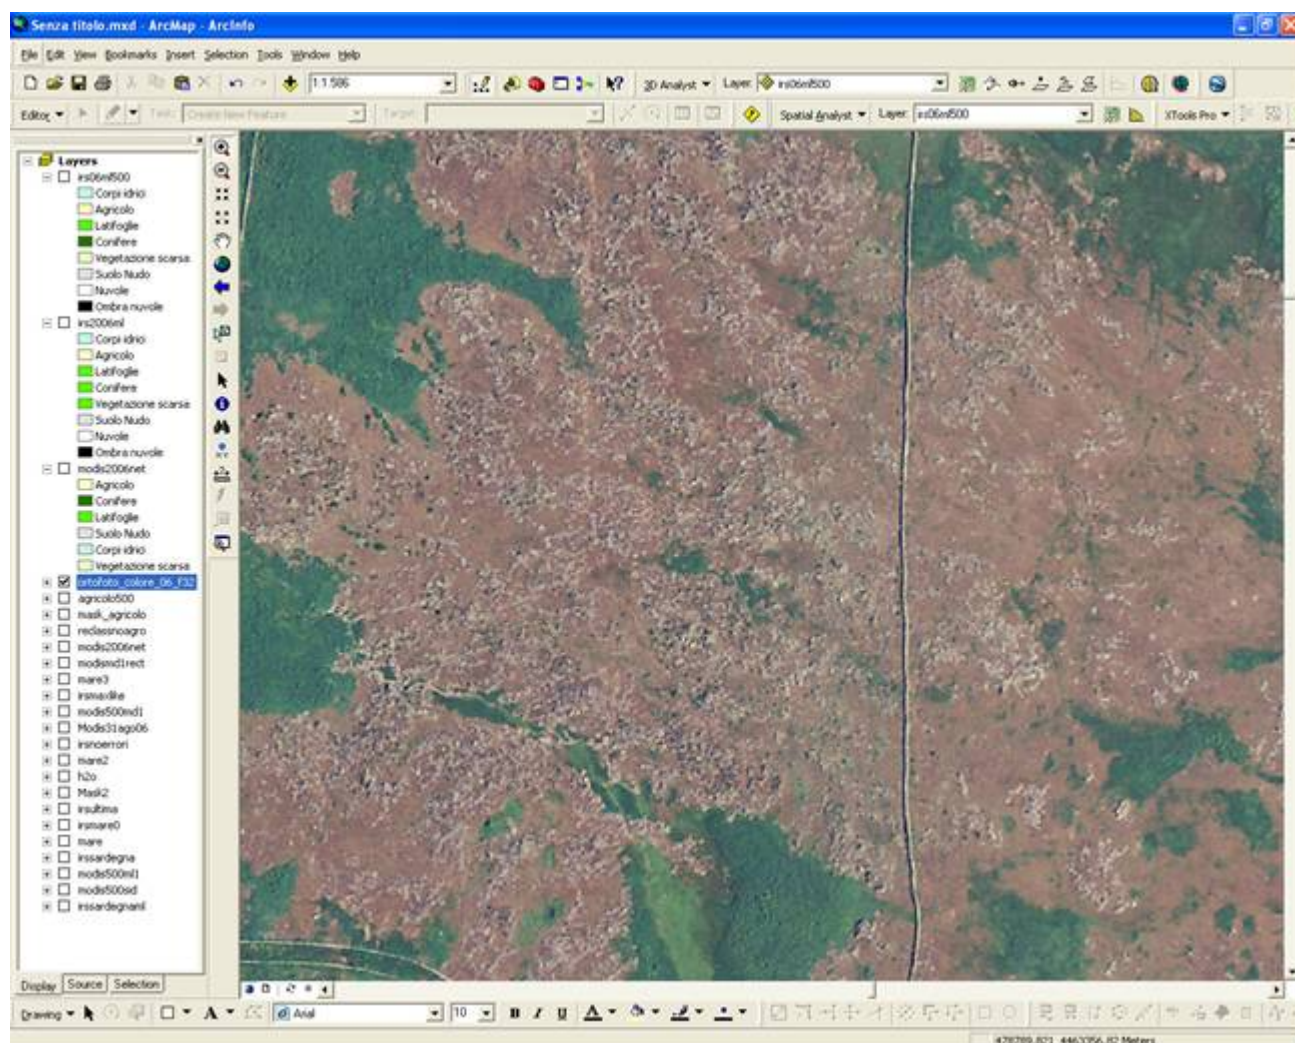 Senza titolo.mxd - ArcMap - ArcInfo
File Edit View Bookmarks Insert Selection Tools Window Help
1:1.586 3D Analyst Layer: irs06ml500
Editor Task: Create New Feature Target: Spatial Analyst Layer: irs06ml500 XTools Pro
Layers
irs06ml500
Corpi idrici
Agricolo
Latifoglie
Conifere
Vegetazione scarsa
Suolo Nudo
Nuvole
Ombra nuvole
irs2006ml
Corpi idrici
Agricolo
Latifoglie
Conifere
Vegetazione scarsa
Suolo Nudo
Nuvole
Ombra nuvole
modis2006net
Agricolo
Conifere
Latifoglie
Suolo Nudo
Corpi idrici
Vegetazione scarsa
ortofoto_colore_06_f32
agricolo500
mask_agricolo
reclassnoagro
modis2006net
modismd1rect
mare3
irsmaxlike
modis500md1
Modis31ago06
irsnoerrori
mare2
h2o
Mask2
irsultima
irsmare0
mare
irssardegna
modis500ml1
modis500sid
irssardegnaml
Display Source Selection
Drawing A Arial 10 B I U A
478789,821 4463356,82 Meters